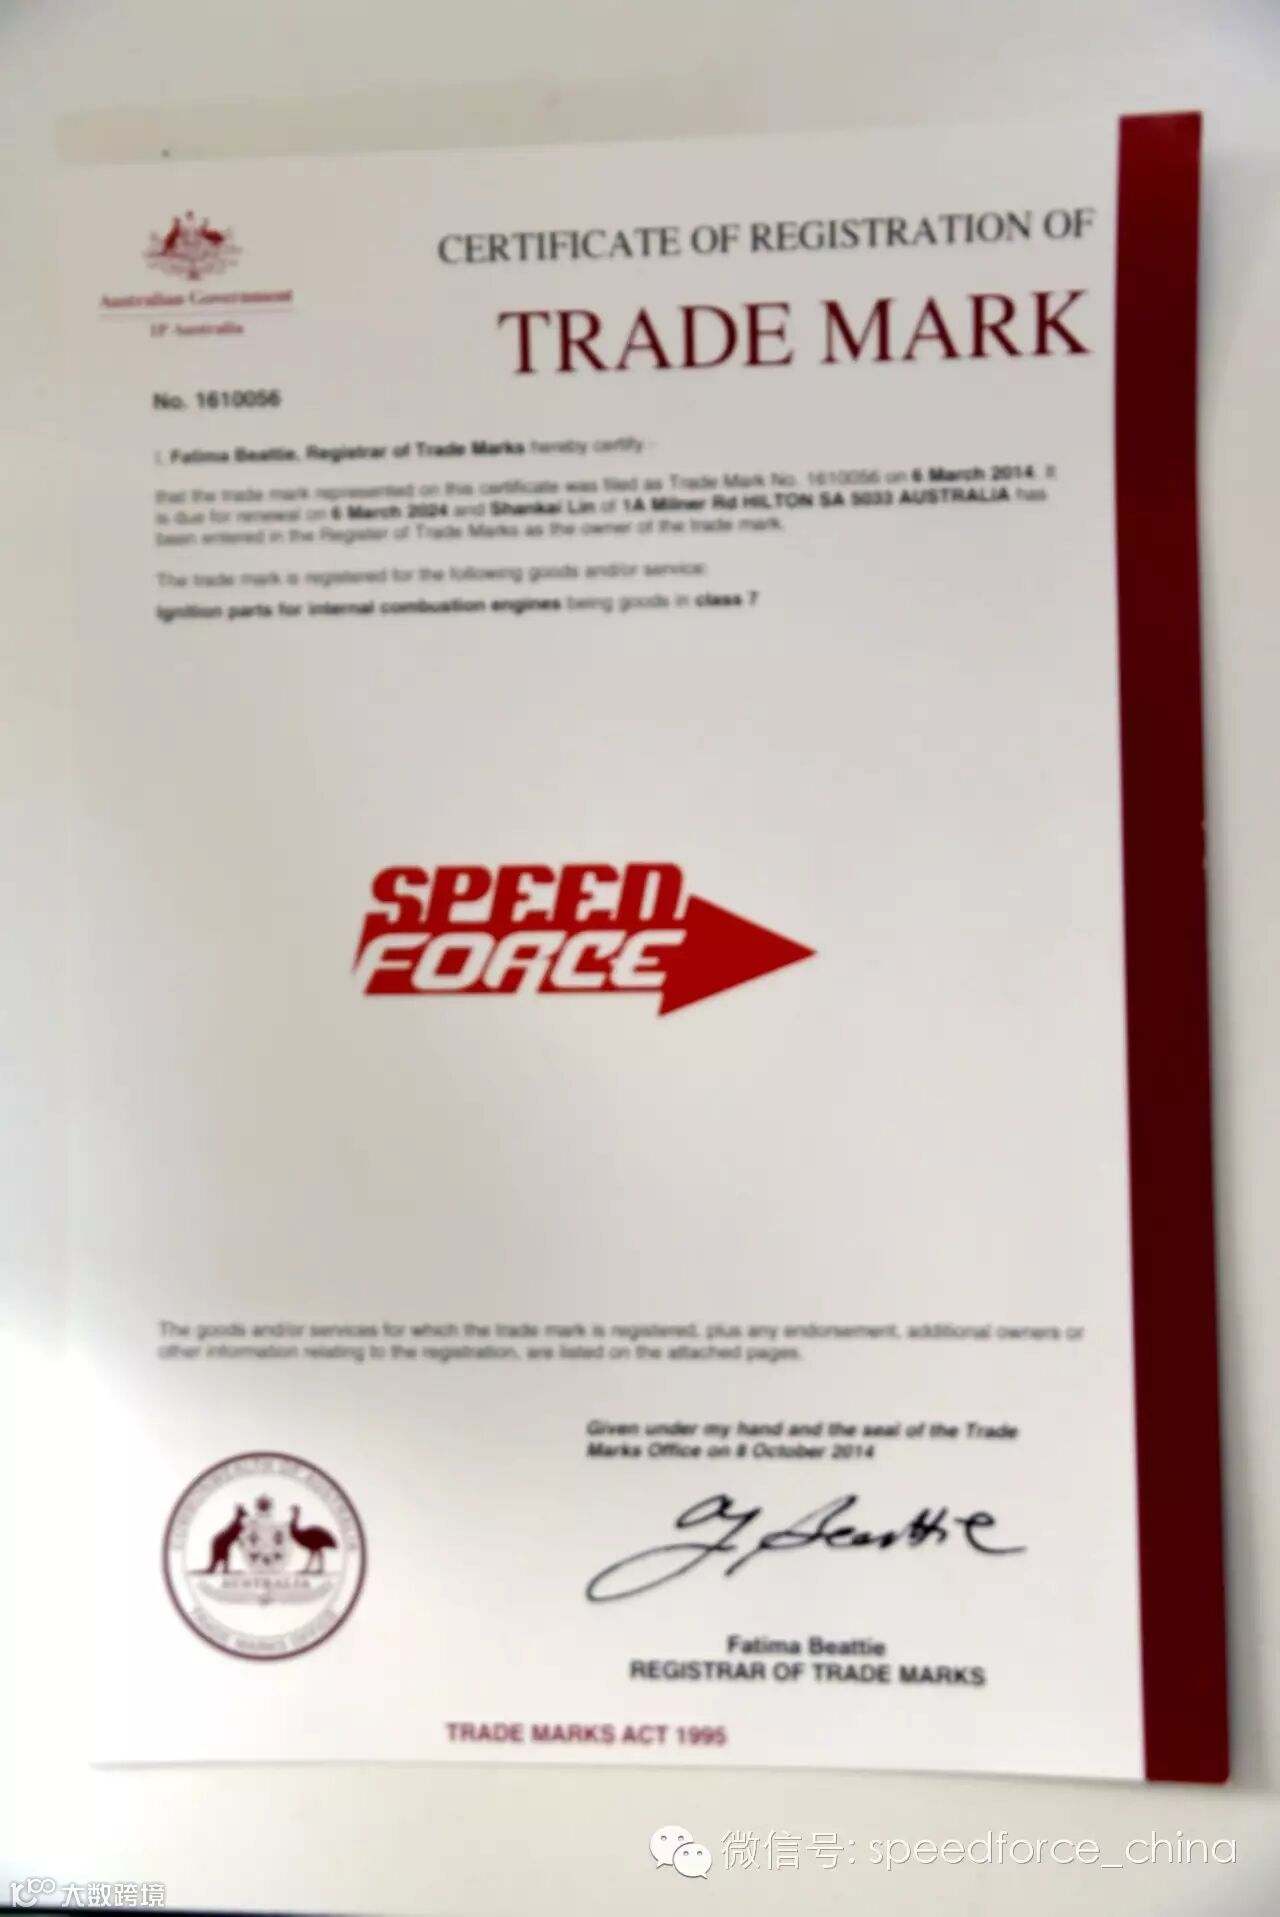 CERTIFICATE OF REGISTRATION OF
TRADE MARK
Australian Government
IP Australia
No. 1610056
I, Fatima Beattie, Registrar of Trade Marks hereby certify -
that the trade mark represented on this certificate was filed as Trade Mark No. 1610056 on 6 March 2014. It
is due for renewal on 6 March 2024 and Shankai Lin of 1A Milner Rd HILTON SA 5033 AUSTRALIA has
been entered in the Register of Trade Marks as the owner of the trade mark.
The trade mark is registered for the following goods and/or service:
Ignition parts for internal combustion engines being goods in class 7
SPEED
FORCE
The goods and/or services for which the trade mark is registered, plus any endorsement, additional owners or
other information relating to the registration, are listed on the attached pages.
Given under my hand and the seal of the Trade
Marks Office on 8 October 2014
COMMONWEALTH OF AUSTRALIA
AUSTRALIA
TRADE MARKS OFFICE
Fatima Beattie
REGISTRAR OF TRADE MARKS
TRADE MARKS ACT 1995
微信号: speedforce_china
大数跨境